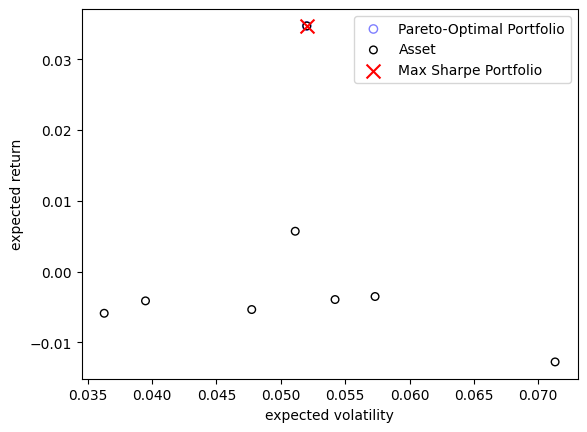 Pareto-Optimal Portfolio
Asset
Max Sharpe Portfolio
expected return
0.03
0.02
0.01
0.00
−0.01
0.035 0.040 0.045 0.050 0.055 0.060 0.065 0.070
expected volatility